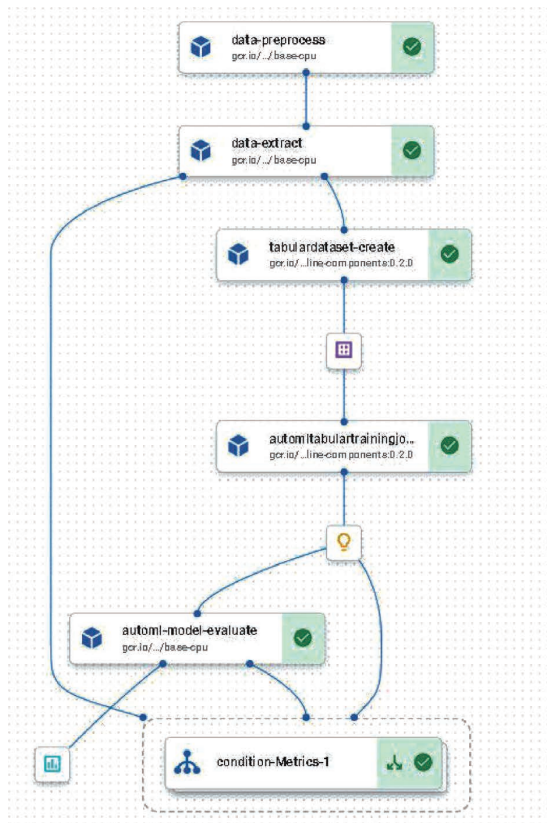 data-preprocess
gcr.io/.../base-cpu
data-extract
gcr.io/.../base-cpu
tabulardataset-create
gcr.io/...line-components:0.2.0
automltabulartrainingjo...
gcr.io/...line-components:0.2.0
automl-model-evaluate
gcr.io/.../base-cpu
condition-Metrics-1